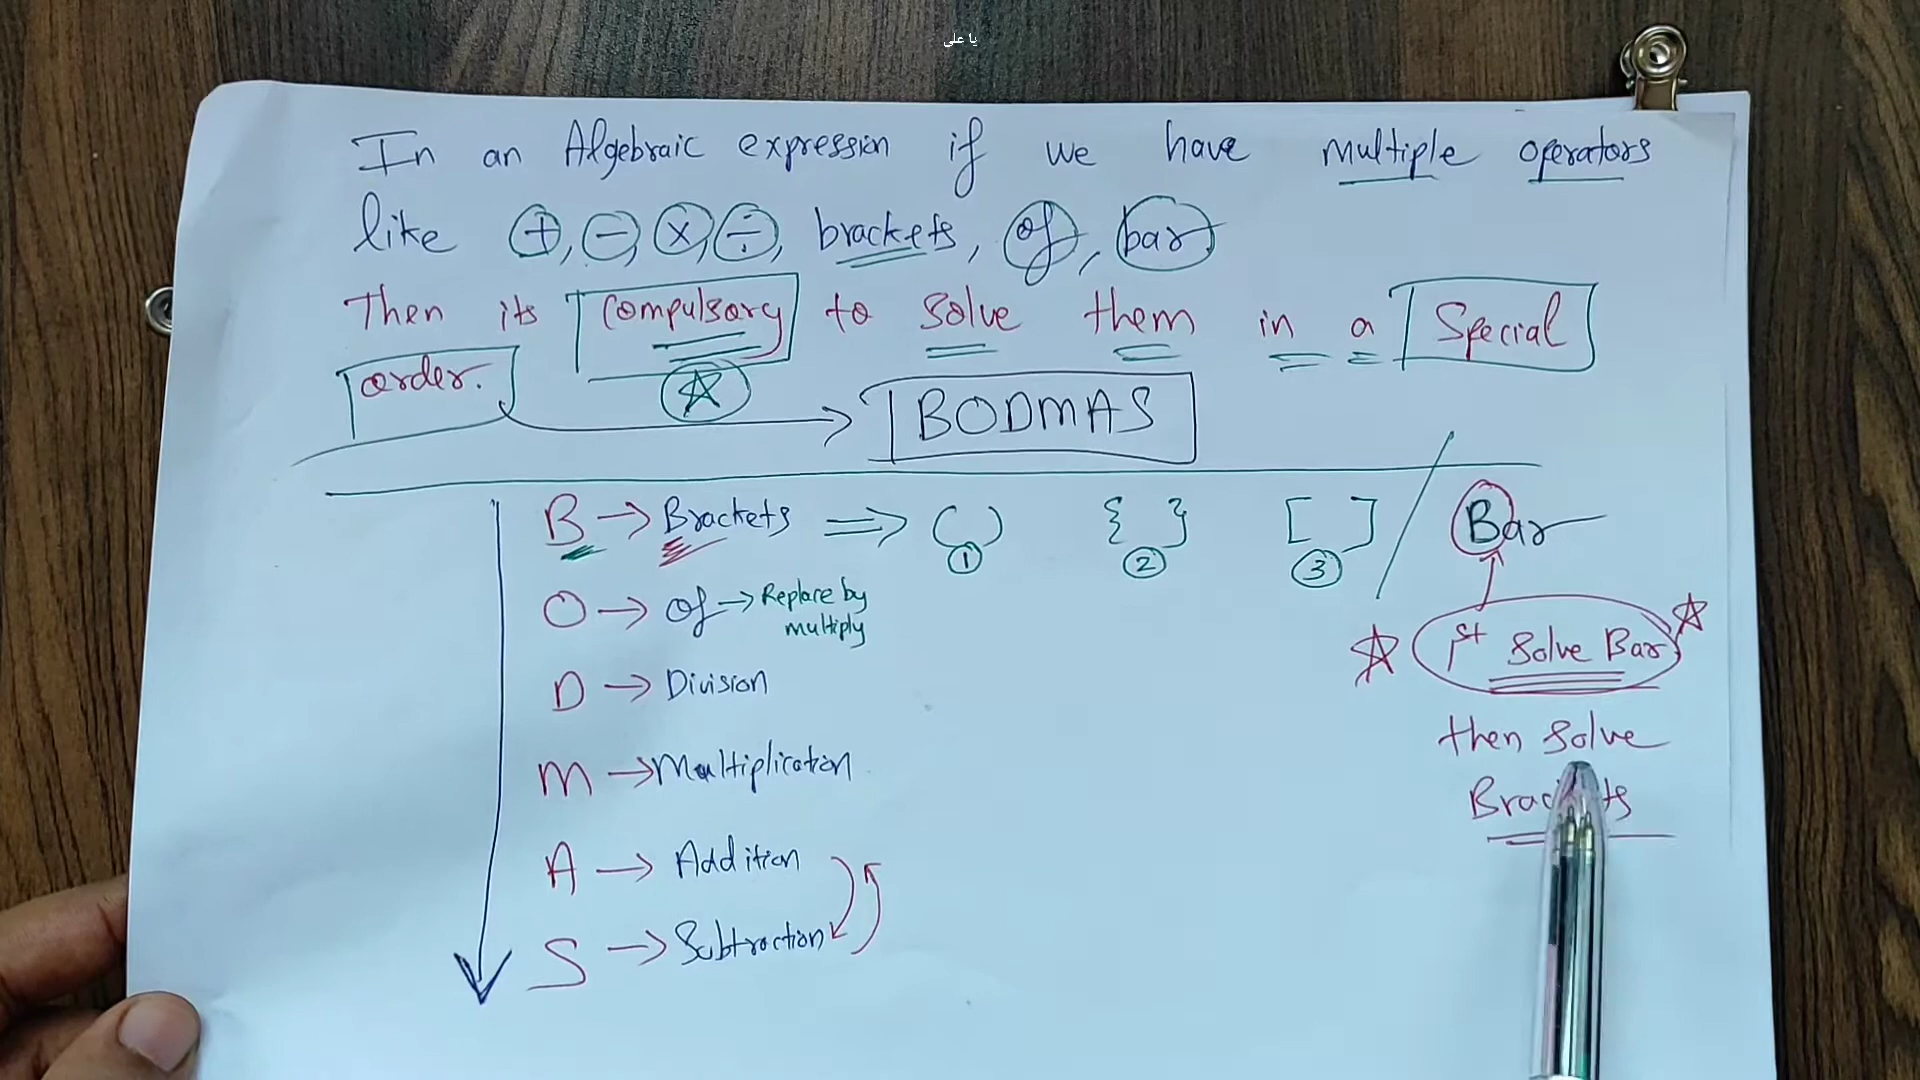 يا على
In an Algebraic expression if we have multiple operators
like +, -, ×, ÷, brackets, of, bar
Then its compulsory to solve them in a Special
order. → BODMAS
B → Brackets ⇒ ( ) { } [ ] / Bar
1 2 3
O → of → Replace by
multiply
1st Solve Bar
D → Division
then solve
Brackets
M → Multiplication
A → Addition
S → Subtraction